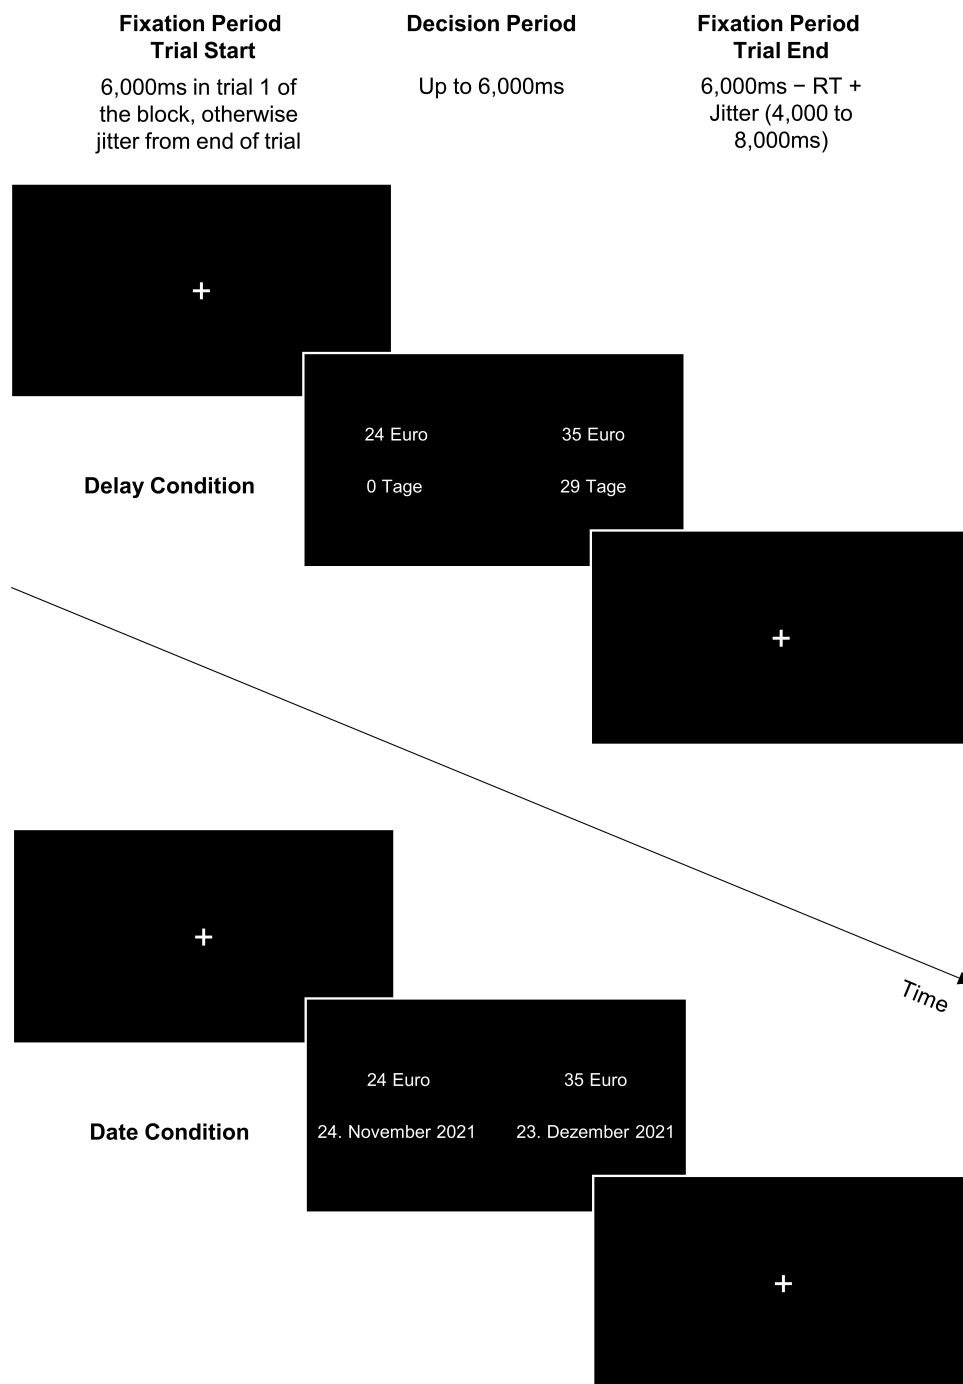 Fixation Period
Trial Start
6,000ms in trial 1 of
the block, otherwise
jitter from end of trial
Decision Period
Up to 6,000ms
Fixation Period
Trial End
6,000ms − RT +
Jitter (4,000 to
8,000ms)
24 Euro 35 Euro
Delay Condition
0 Tage 29 Tage
Time
24 Euro 35 Euro
Date Condition
24. November 2021 23. Dezember 2021